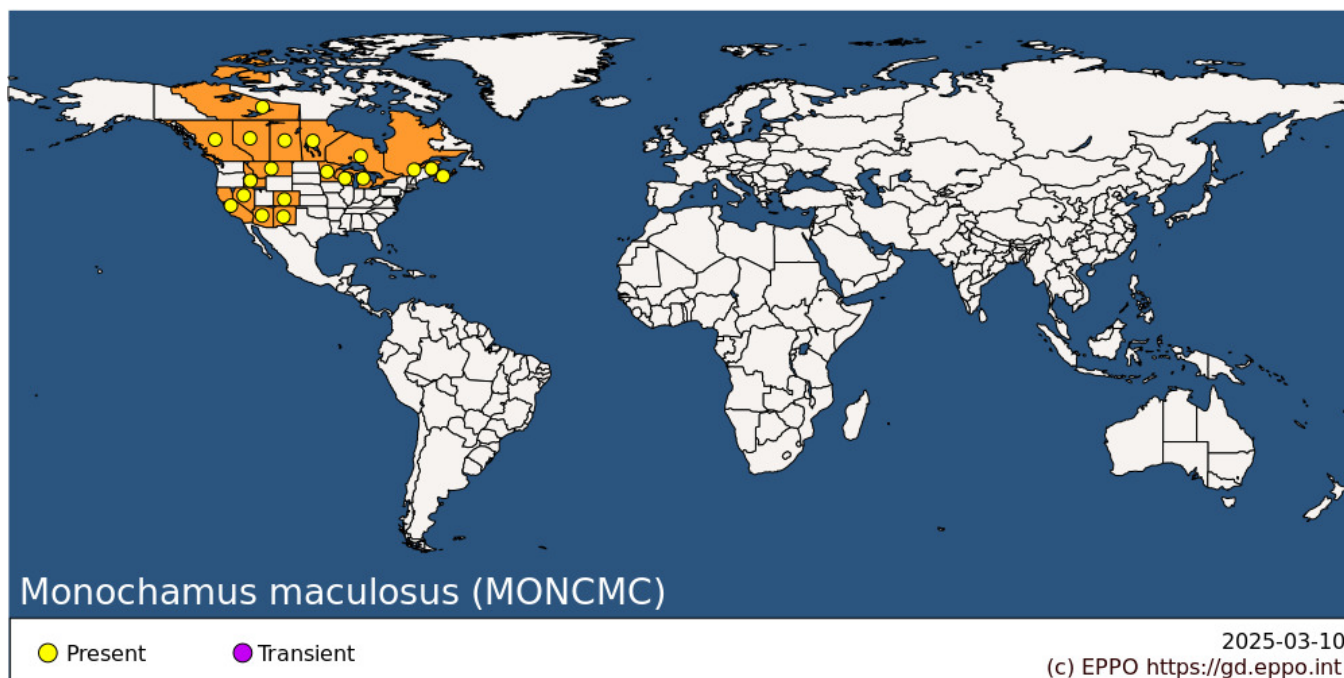 Monochamus maculosus (MONCMC)
Present
Transient
2025-03-10
(c) EPPO https://gd.eppo.int